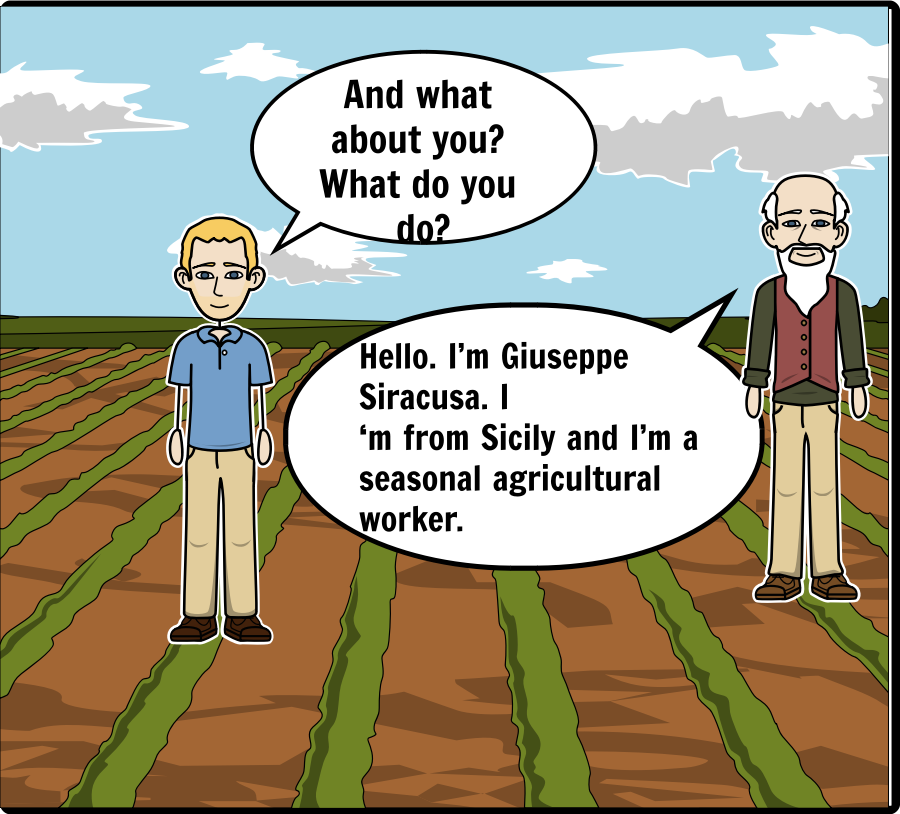 And what
about you?
What do you
do?
Hello. I’m Giuseppe
Siracusa. I
‘m from Sicily and I’m a
seasonal agricultural
worker.